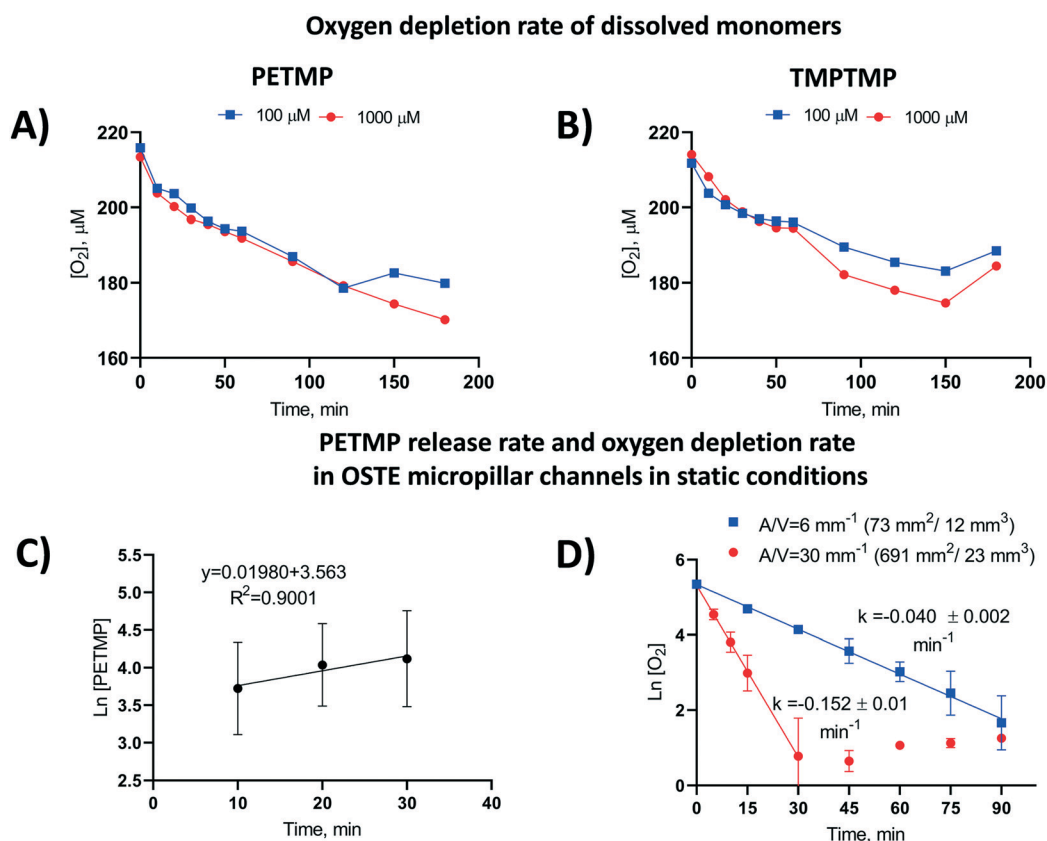 Oxygen depletion rate of dissolved monomers
PETMP
A)
100 μM 1000 μM
220
200
180
160
[O₂], μM
0 50 100 150 200
Time, min
TMPTMP
B)
100 μM 1000 μM
220
200
180
160
[O₂], μM
0 50 100 150 200
Time, min
PETMP release rate and oxygen depletion rate
in OSTE micropillar channels in static conditions
C)
y=0.01980+3.563
R²=0.9001
5.5
5.0
4.5
4.0
3.5
3.0
2.5
Ln [PETMP]
0 10 20 30 40
Time, min
D)
A/V=6 mm⁻¹ (73 mm²/ 12 mm³)
A/V=30 mm⁻¹ (691 mm²/ 23 mm³)
6
4
2
0
Ln [O₂]
k =-0.040 ± 0.002
min⁻¹
k =-0.152 ± 0.01
min⁻¹
0 15 30 45 60 75 90
Time, min